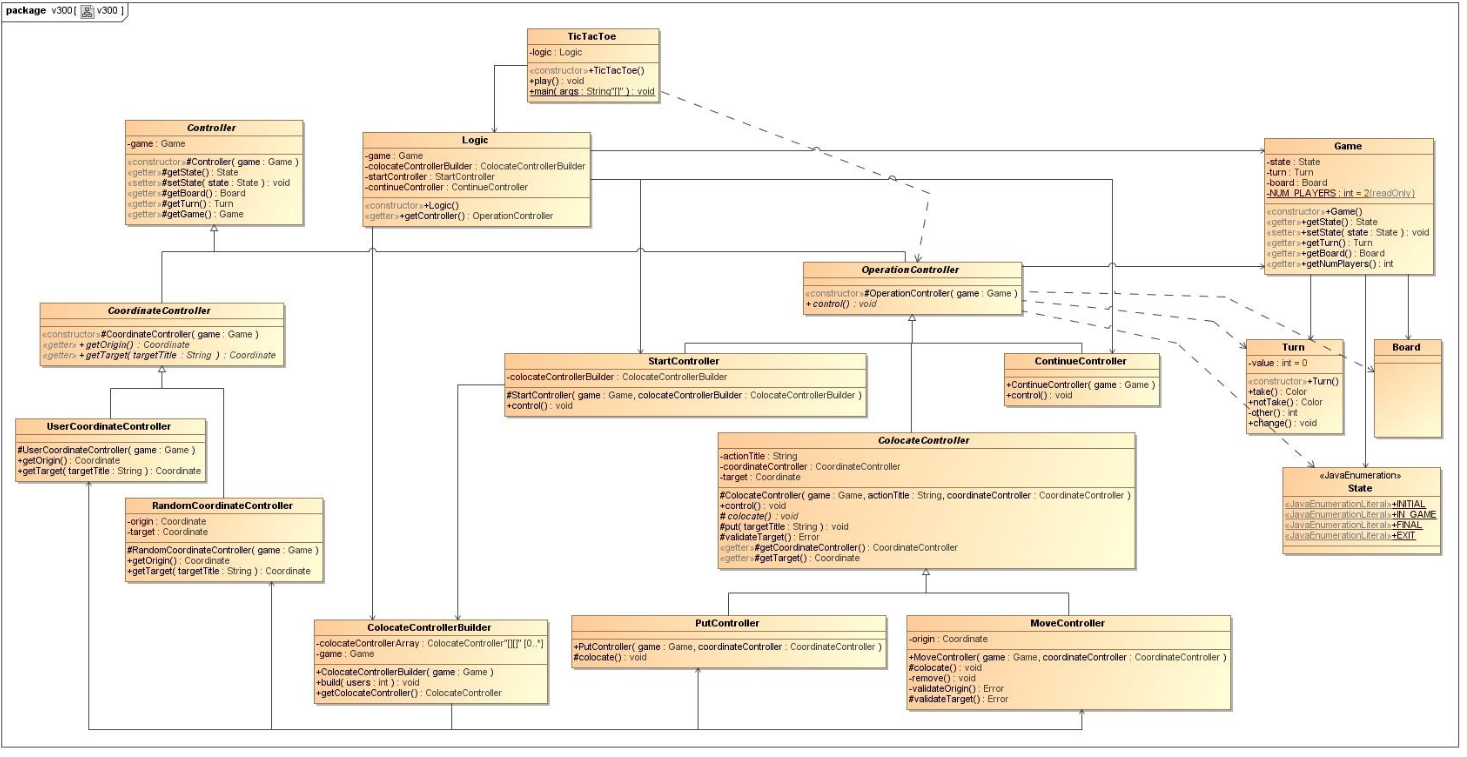 package v300[ v300 ]
TicTacToe
-logic : Logic
«constructor»+TicTacToe()
+play() : void
+main( args : String"[]" ) : void
Controller
-game : Game
«constructor»#Controller( game : Game )
«getter»#getState() : State
«setter»#setState( state : State ) : void
«getter»#getBoard() : Board
«getter»#getTurn() : Turn
«getter»#getGame() : Game
Logic
-game : Game
-colocateControllerBuilder : ColocateControllerBuilder
-startController : StartController
-continueController : ContinueController
«constructor»+Logic()
«getter»+getController() : OperationController
Game
-state : State
-turn : Turn
-board : Board
-NUM_PLAYERS : int = 2{readOnly}
«constructor»+Game()
«getter»+getState() : State
«setter»+setState( state : State ) : void
«getter»+getTurn() : Turn
«getter»+getBoard() : Board
«getter»+getNumPlayers() : int
OperationController
«constructor»#OperationController( game : Game )
+control() : void
CoordinateController
«constructor»#CoordinateController( game : Game )
«getter»+getOrigin() : Coordinate
«getter»+getTarget( targetTitle : String ) : Coordinate
StartController
-colocateControllerBuilder : ColocateControllerBuilder
#StartController( game : Game, colocateControllerBuilder : ColocateControllerBuilder )
+control() : void
ContinueController
+ContinueController( game : Game )
+control() : void
Turn
-value : int = 0
«constructor»+Turn()
+take() : Color
+notTake() : Color
-other() : int
+change() : void
Board
UserCoordinateController
#UserCoordinateController( game : Game )
+getOrigin() : Coordinate
+getTarget( targetTitle : String ) : Coordinate
ColocateController
-actionTitle : String
-coordinateController : CoordinateController
-target : Coordinate
#ColocateController( game : Game, actionTitle : String, coordinateController : CoordinateController )
+control() : void
#colocate() : void
#put( targetTitle : String ) : void
#validateTarget() : Error
«getter»#getCoordinateController() : CoordinateController
«getter»#getTarget() : Coordinate
«JavaEnumeration»
State
«JavaEnumerationLiteral»+INITIAL
«JavaEnumerationLiteral»+IN_GAME
«JavaEnumerationLiteral»+FINAL
«JavaEnumerationLiteral»+EXIT
RandomCoordinateController
-origin : Coordinate
-target : Coordinate
#RandomCoordinateController( game : Game )
+getOrigin() : Coordinate
+getTarget( targetTitle : String ) : Coordinate
ColocateControllerBuilder
-colocateControllerArray : ColocateController"[][]" [0..*]
-game : Game
+ColocateControllerBuilder( game : Game )
+build( users : int ) : void
+getColocateController() : ColocateController
PutController
+PutController( game : Game, coordinateController : CoordinateController )
#colocate() : void
MoveController
-origin : Coordinate
+MoveController( game : Game, coordinateController : CoordinateController )
#colocate() : void
-remove() : void
-validateOrigin() : Error
#validateTarget() : Error